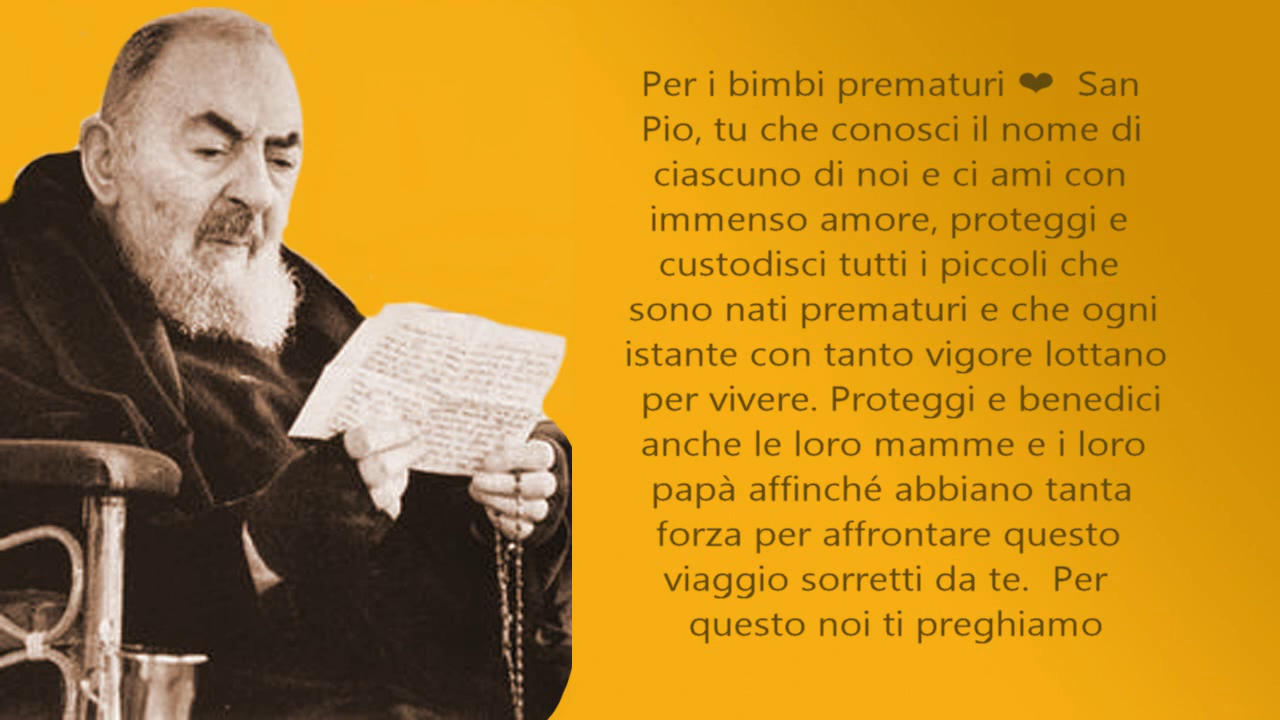 Per i bimbi prematuri ❤ San
Pio, tu che conosci il nome di
ciascuno di noi e ci ami con
immenso amore, proteggi e
custodisci tutti i piccoli che
sono nati prematuri e che ogni
istante con tanto vigore lottano
per vivere. Proteggi e benedici
anche le loro mamme e i loro
papà affinché abbiano tanta
forza per affrontare questo
viaggio sorretti da te. Per
questo noi ti preghiamo